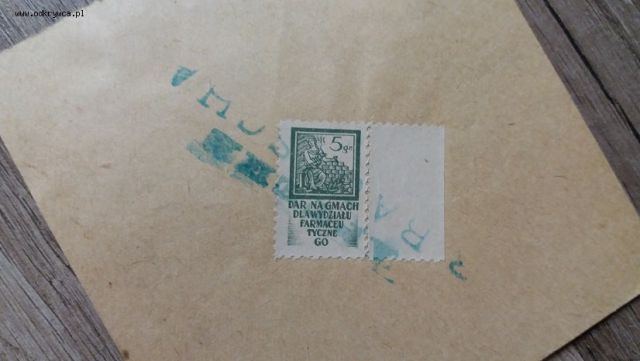 www.odkrywca.pl
5gr
DAR NA GMACH
DLA WYDZIAŁU
FARMACEU
TYCZNE
GO